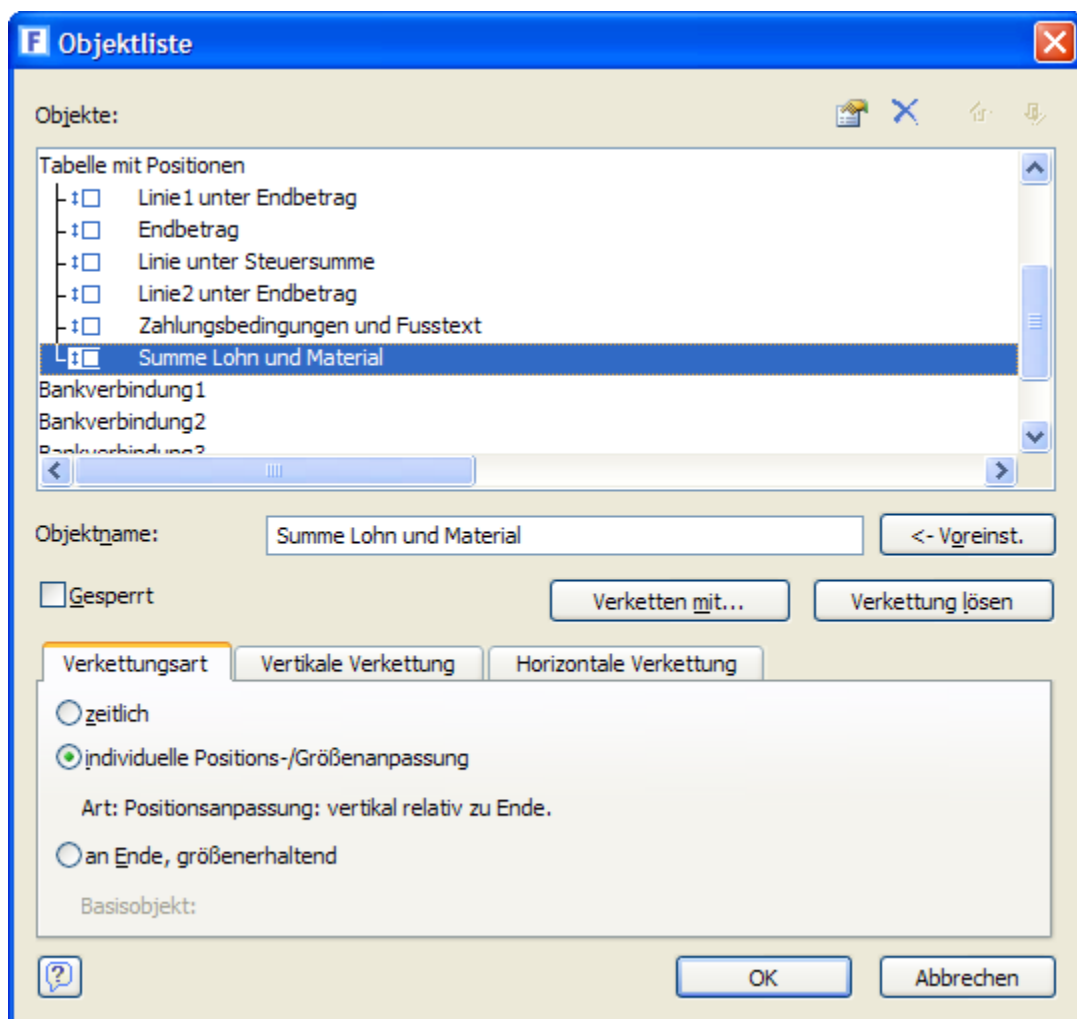 F Objektliste
Objekte:
Tabelle mit Positionen
Linie1 unter Endbetrag
Endbetrag
Linie unter Steuersumme
Linie2 unter Endbetrag
Zahlungsbedingungen und Fusstext
Summe Lohn und Material
Bankverbindung1
Bankverbindung2
Bankverbindung3
Objektname: Summe Lohn und Material <- Voreinst.
Gesperrt Verketten mit... Verkettung lösen
Verkettungsart Vertikale Verkettung Horizontale Verkettung
zeitlich
individuelle Positions-/Größenanpassung
Art: Positionsanpassung: vertikal relativ zu Ende.
an Ende, größenerhaltend
Basisobjekt:
? OK Abbrechen